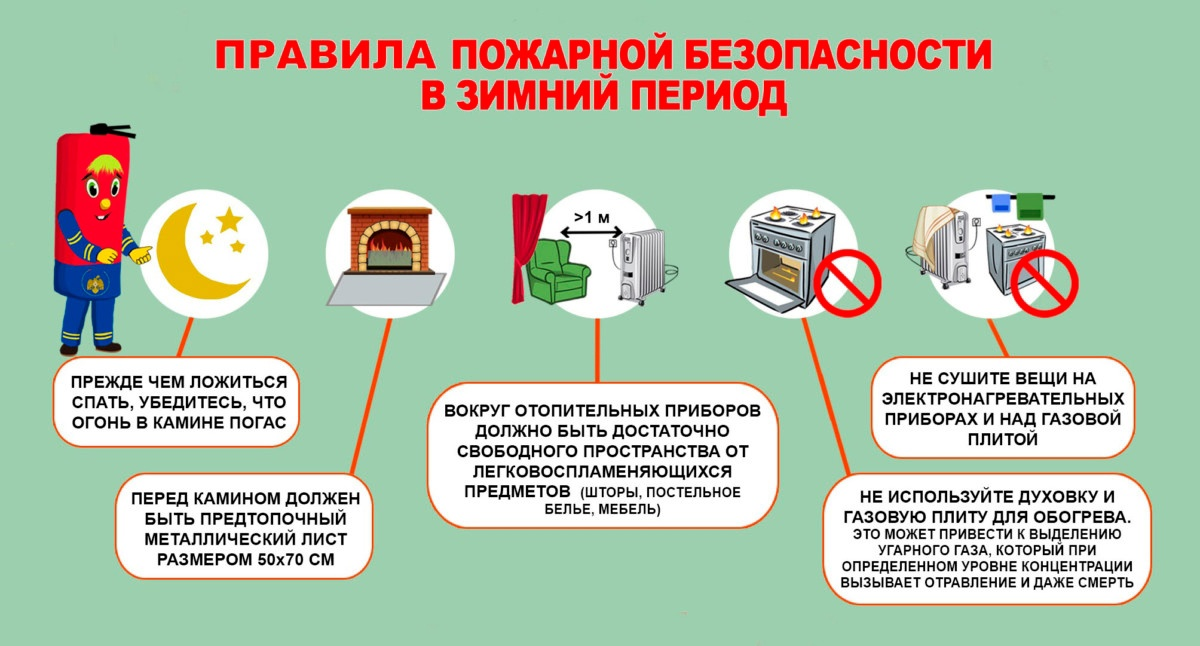 ПРАВИЛА ПОЖАРНОЙ БЕЗОПАСНОСТИ
В ЗИМНИЙ ПЕРИОД
>1 м
ПРЕЖДЕ ЧЕМ ЛОЖИТЬСЯ
СПАТЬ, УБЕДИТЕСЬ, ЧТО
ОГОНЬ В КАМИНЕ ПОГАС
ПЕРЕД КАМИНОМ ДОЛЖЕН
БЫТЬ ПРЕДТОПОЧНЫЙ
МЕТАЛЛИЧЕСКИЙ ЛИСТ
РАЗМЕРОМ 50х70 СМ
ВОКРУГ ОТОПИТЕЛЬНЫХ ПРИБОРОВ
ДОЛЖНО БЫТЬ ДОСТАТОЧНО
СВОБОДНОГО ПРОСТРАНСТВА ОТ
ЛЕГКОВОСПЛАМЕНЯЮЩИХСЯ
ПРЕДМЕТОВ (ШТОРЫ, ПОСТЕЛЬНОЕ
БЕЛЬЕ, МЕБЕЛЬ)
НЕ СУШИТЕ ВЕЩИ НА
ЭЛЕКТРОНАГРЕВАТЕЛЬНЫХ
ПРИБОРАХ И НАД ГАЗОВОЙ
ПЛИТОЙ
НЕ ИСПОЛЬЗУЙТЕ ДУХОВКУ И
ГАЗОВУЮ ПЛИТУ ДЛЯ ОБОГРЕВА.
ЭТО МОЖЕТ ПРИВЕСТИ К ВЫДЕЛЕНИЮ
УГАРНОГО ГАЗА, КОТОРЫЙ ПРИ
ОПРЕДЕЛЕННОМ УРОВНЕ КОНЦЕНТРАЦИИ
ВЫЗЫВАЕТ ОТРАВЛЕНИЕ И ДАЖЕ СМЕРТЬ